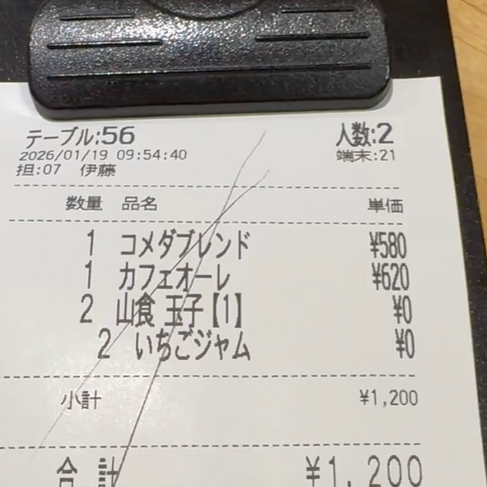 テーブル:56 人数:2
2026/01/19 09:54:40 端末:21
担:07 伊藤
数量 品名 単価
1 コメダブレンド ¥580
1 カフェオーレ ¥620
2 山食 玉子【1】 ¥0
2 いちごジャム ¥0
小計 ¥1,200
合計 ¥1,200